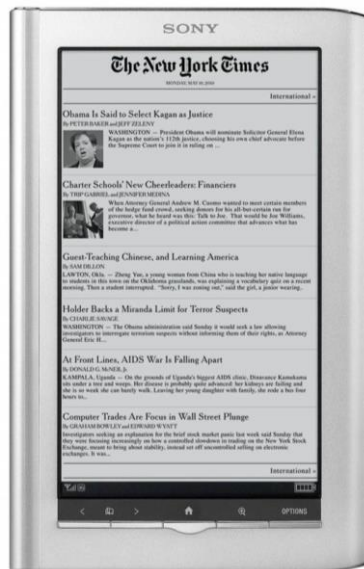 SONY
The New York Times
MONDAY, MAY 10, 2010
International »
Obama Is Said to Select Kagan as Justice
By PETER BAKER and JEFF ZELENY
WASHINGTON — President Obama will nominate Solicitor General Elena
Kagan as the nation's 112th justice, choosing his own chief advocate before
the Supreme Court to join it in ruling on ...
Charter Schools' New Cheerleaders: Financiers
By TRIP GABRIEL and JENNIFER MEDINA
When Attorney General Andrew M. Cuomo wanted to meet certain members
of the hedge fund crowd, seeking donors for his all-but-certain run for
governor, what he heard was this: Talk to Joe. That would be Joe Williams,
executive director of a political action committee that advances what has
become a...
Guest-Teaching Chinese, and Learning America
By SAM DILLON
LAWTON, Okla. — Zheng Yue, a young woman from China who is teaching her native language
to students in this town on the Oklahoma grasslands, was explaining a vocabulary quiz on a recent
morning. Then a student interrupted. "Sorry, I was zoning out," said the girl, a junior wearing..
Holder Backs a Miranda Limit for Terror Suspects
By CHARLIE SAVAGE
WASHINGTON — The Obama administration said Sunday it would seek a law allowing
investigators to interrogate terrorism suspects without informing them of their rights, as Attorney
General Eric H...
At Front Lines, AIDS War Is Falling Apart
By DONALD G. McNEIL Jr.
KAMPALA, Uganda — On the grounds of Uganda's biggest AIDS clinic, Dinavance Kamukama
sits under a tree and weeps. Her disease is probably quite advanced: her kidneys are failing and
she is so weak she can barely walk. Leaving her young daughter with family, she rode a bus four
hours to...
Computer Trades Are Focus in Wall Street Plunge
By GRAHAM BOWLEY and EDWARD WYATT
Investigators seeking an explanation for the brief stock market panic last week said Sunday that
they were focusing increasingly on how a controlled slowdown in trading on the New York Stock
Exchange, meant to bring about stability, instead set off uncontrolled selling on electronic
exchanges. It was...
International »
OPTIONS